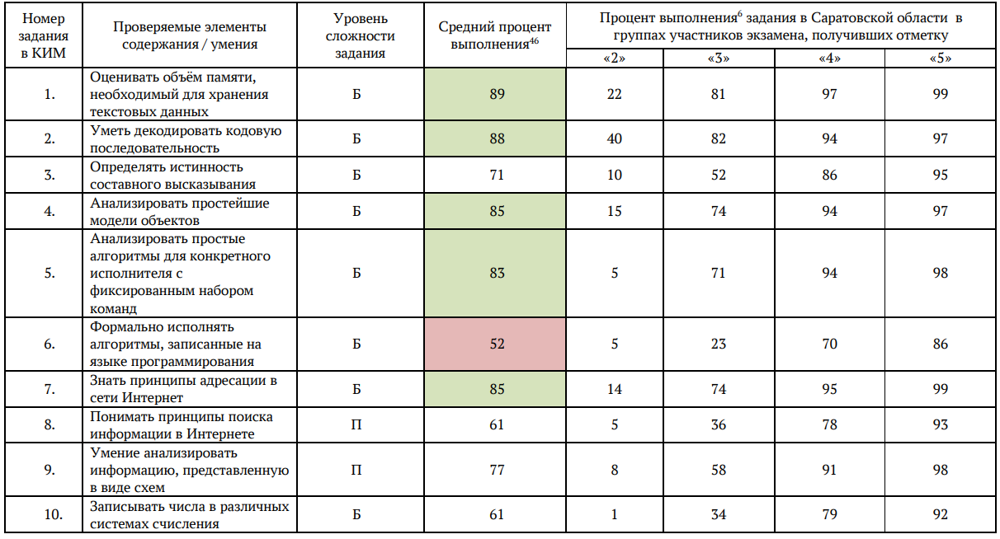 Номер задания в КИМ
Проверяемые элементы содержания / умения
Уровень сложности задания
Средний процент выполнения46
Процент выполнения6 задания в Саратовской области в
группах участников экзамена, получивших отметку
«2» «3» «4» «5»
1.
Оценивать объём памяти,
необходимый для хранения
текстовых данных
Б 89 22 81 97 99
2.
Уметь декодировать кодовую
последовательность
Б 88 40 82 94 97
3.
Определять истинность
составного высказывания
Б 71 10 52 86 95
4.
Анализировать простейшие
модели объектов
Б 85 15 74 94 97
5.
Анализировать простые
алгоритмы для конкретного
исполнителя с
фиксированным набором
команд
Б 83 5 71 94 98
6.
Формально исполнять
алгоритмы, записанные на
языке программирования
Б 52 5 23 70 86
7.
Знать принципы адресации в
сети Интернет
Б 85 14 74 95 99
8.
Понимать принципы поиска
информации в Интернете
П 61 5 36 78 93
9.
Умение анализировать
информацию, представленную
в виде схем
П 77 8 58 91 98
10.
Записывать числа в различных
системах счисления
Б 61 1 34 79 92